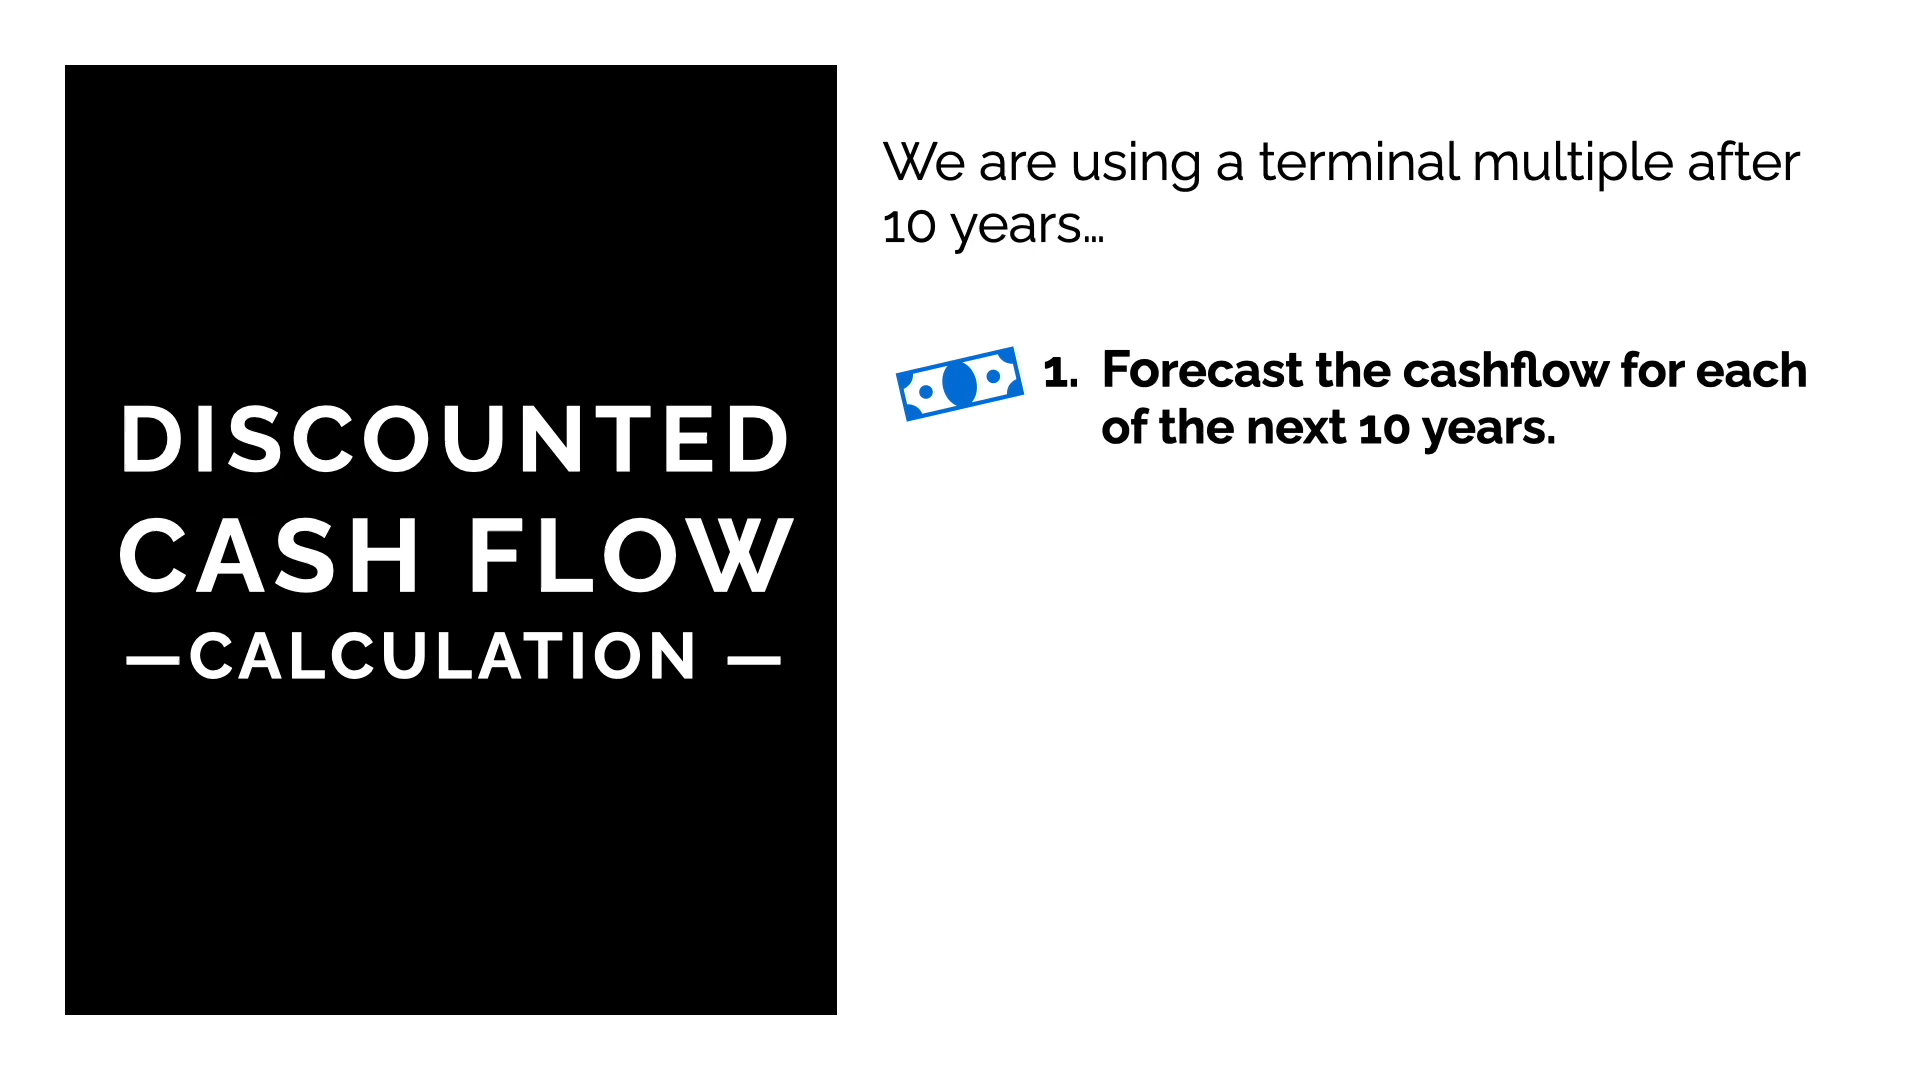 DISCOUNTED
CASH FLOW
—CALCULATION —
We are using a terminal multiple after
10 years…
1. Forecast the cashflow for each
of the next 10 years.